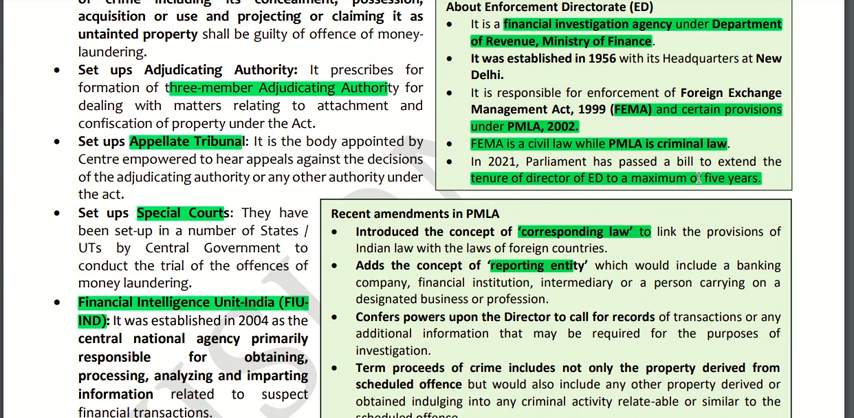 of crime including its concealment, possession,
acquisition or use and projecting or claiming it as
untainted property shall be guilty of offence of money-
laundering.
• Set ups Adjudicating Authority: It prescribes for
formation of three-member Adjudicating Authority for
dealing with matters relating to attachment and
confiscation of property under the Act.
• Set ups Appellate Tribunal: It is the body appointed by
Centre empowered to hear appeals against the decisions
of the adjudicating authority or any other authority under
the act.
• Set ups Special Courts: They have
been set-up in a number of States /
UTs by Central Government to
conduct the trial of the offences of
money laundering.
• Financial Intelligence Unit-India (FIU-
IND): It was established in 2004 as the
central national agency primarily
responsible for obtaining,
processing, analyzing and imparting
information related to suspect
financial transactions.
About Enforcement Directorate (ED)
• It is a financial investigation agency under Department
of Revenue, Ministry of Finance.
• It was established in 1956 with its Headquarters at New
Delhi.
• It is responsible for enforcement of Foreign Exchange
Management Act, 1999 (FEMA) and certain provisions
under PMLA, 2002.
• FEMA is a civil law while PMLA is criminal law.
• In 2021, Parliament has passed a bill to extend the
tenure of director of ED to a maximum of five years.
Recent amendments in PMLA
• Introduced the concept of ‘corresponding law’ to link the provisions of
Indian law with the laws of foreign countries.
• Adds the concept of ‘reporting entity’ which would include a banking
company, financial institution, intermediary or a person carrying on a
designated business or profession.
• Confers powers upon the Director to call for records of transactions or any
additional information that may be required for the purposes of
investigation.
• Term proceeds of crime includes not only the property derived from
scheduled offence but would also include any other property derived or
obtained indulging into any criminal activity relate-able or similar to the
scheduled offence.